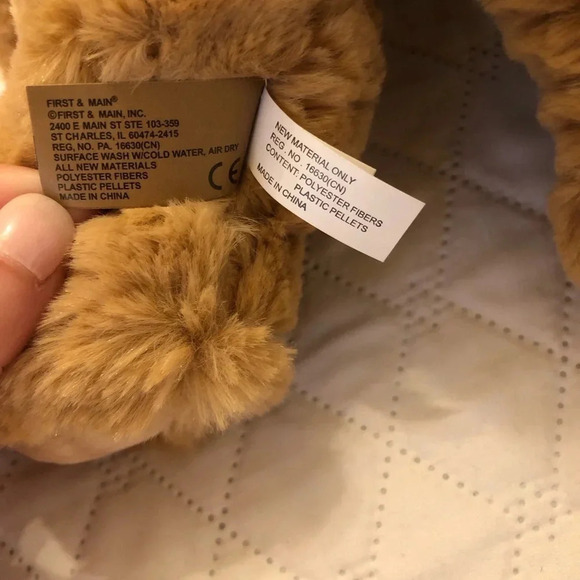 FIRST & MAIN®
©FIRST & MAIN, INC.
2400 E MAIN ST STE 103-359
ST CHARLES, IL 60474-2415
REG. NO. PA. 16630(CN)
SURFACE WASH W/COLD WATER, AIR DRY
ALL NEW MATERIALS
POLYESTER FIBERS
PLASTIC PELLETS
MADE IN CHINA
CE
NEW MATERIAL ONLY
REG. NO. 16630(CN)
CONTENT: POLYESTER FIBERS
PLASTIC PELLETS
MADE IN CHINA